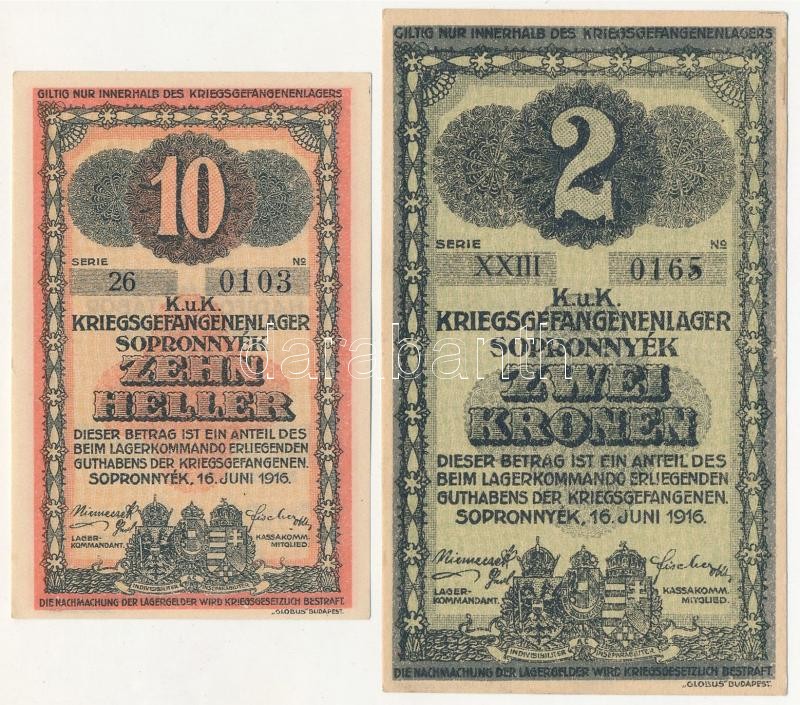 GILTIG NUR INNERHALB DES KRIEGSGEFANGENENLAGERS
10
SERIE Nº
26 0103
K.u.K.
KRIEGSGEFANGENENLAGER
SOPRONNYÉK
ZEHN
HELLER
DIESER BETRAG IST EIN ANTEIL DES
BEIM LAGERKOMMANDO ERLIEGENDEN
GUTHABENS DER KRIEGSGEFANGENEN.
SOPRONNYÉK, 16. JUNI 1916.
LAGER-
KOMMANDANT.
KASSAKOMM.
MITGLIED.
INDIVISIBILITER AC INSEPARABILITER
DIE NACHMACHUNG DER LAGERGELDER WIRD KRIEGSGESETZLICH BESTRAFT.
„GLOBUS" BUDAPEST.
GILTIG NUR INNERHALB DES KRIEGSGEFANGENENLAGERS
2
SERIE Nº
XXIII 0165
K.u.K.
KRIEGSGEFANGENENLAGER
SOPRONNYÉK
ZWEI
KRONEN
DIESER BETRAG IST EIN ANTEIL DES
BEIM LAGERKOMMANDO ERLIEGENDEN
GUTHABENS DER KRIEGSGEFANGENEN.
SOPRONNYÉK, 16. JUNI 1916.
LAGER-
KOMMANDANT.
KASSAKOMM.
MITGLIED.
INDIVISIBILITER AC INSEPARABILITER
DIE NACHMACHUNG DER LAGERGELDER WIRD KRIEGSGESETZLICH BESTRAFT.
„GLOBUS" BUDAPEST.
darabanth